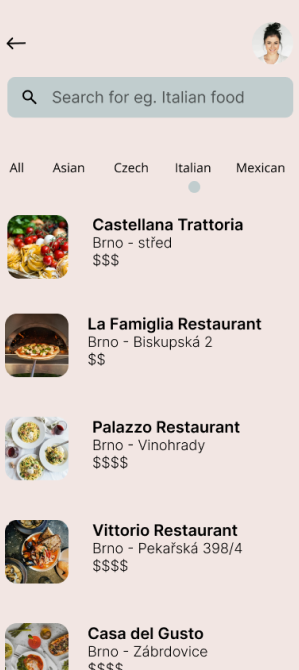 Search for eg. Italian food
All Asian Czech Italian Mexican
Castellana Trattoria
Brno - střed
$$$
La Famiglia Restaurant
Brno - Biskupská 2
$$
Palazzo Restaurant
Brno - Vinohrady
$$$$
Vittorio Restaurant
Brno - Pekařská 398/4
$$$$
Casa del Gusto
Brno - Zábrdovice
$$$$